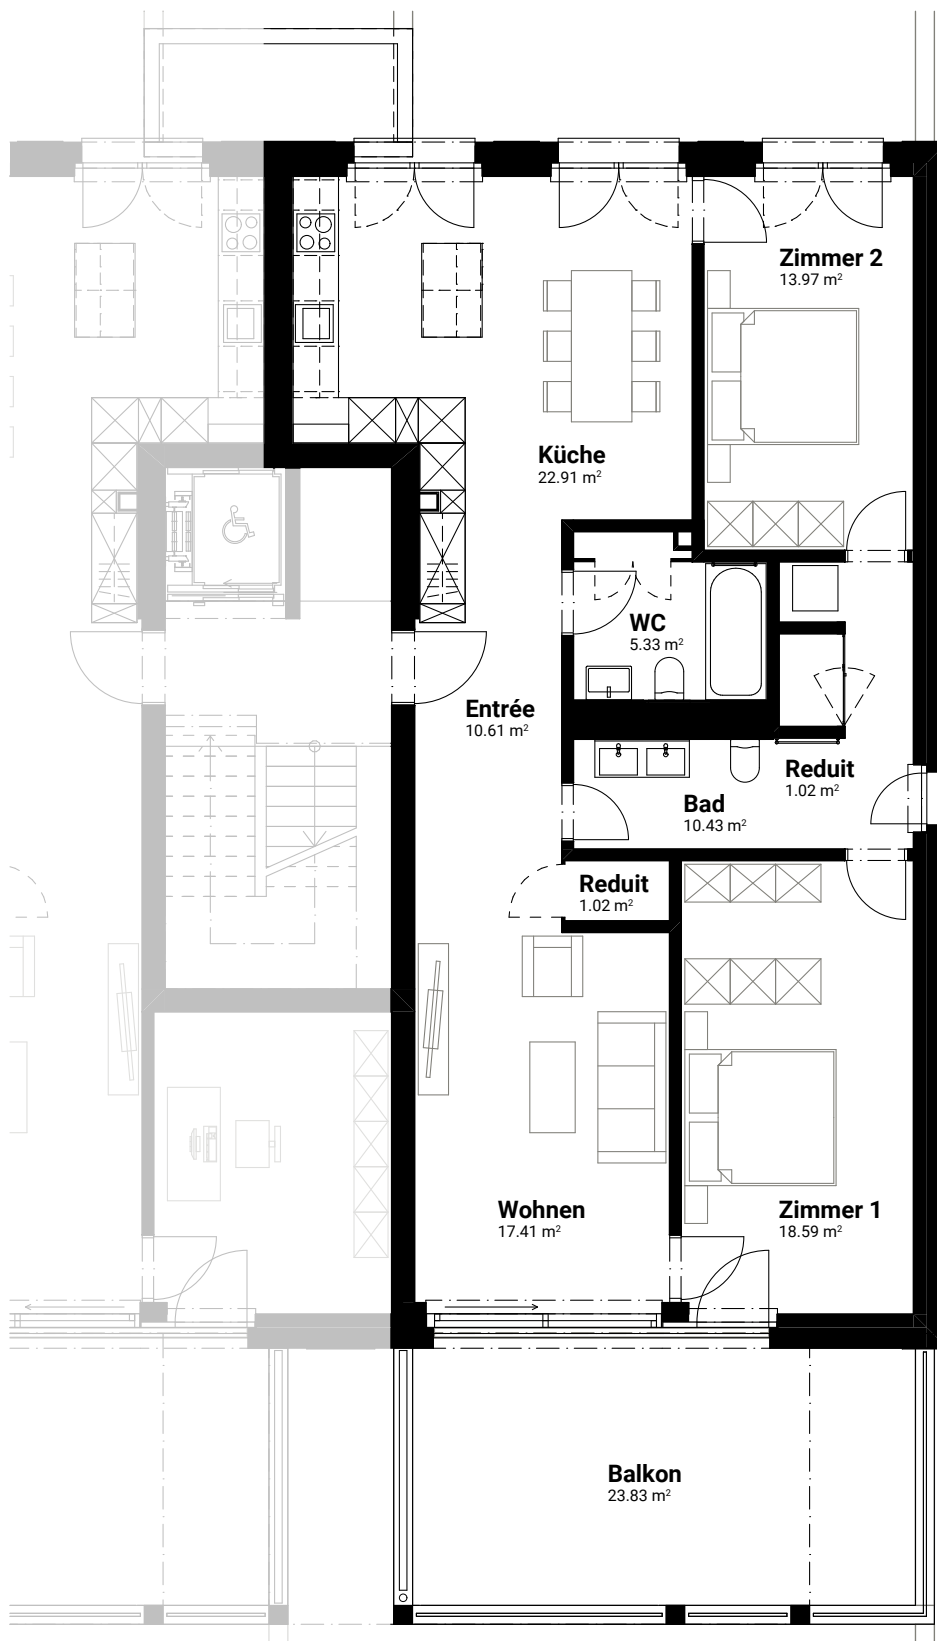 Zimmer 2
13.97 m²
Küche
22.91 m²
WC
5.33 m²
Entrée
10.61 m²
Reduit
1.02 m²
Bad
10.43 m²
Reduit
1.02 m²
Wohnen
17.41 m²
Zimmer 1
18.59 m²
Balkon
23.83 m²